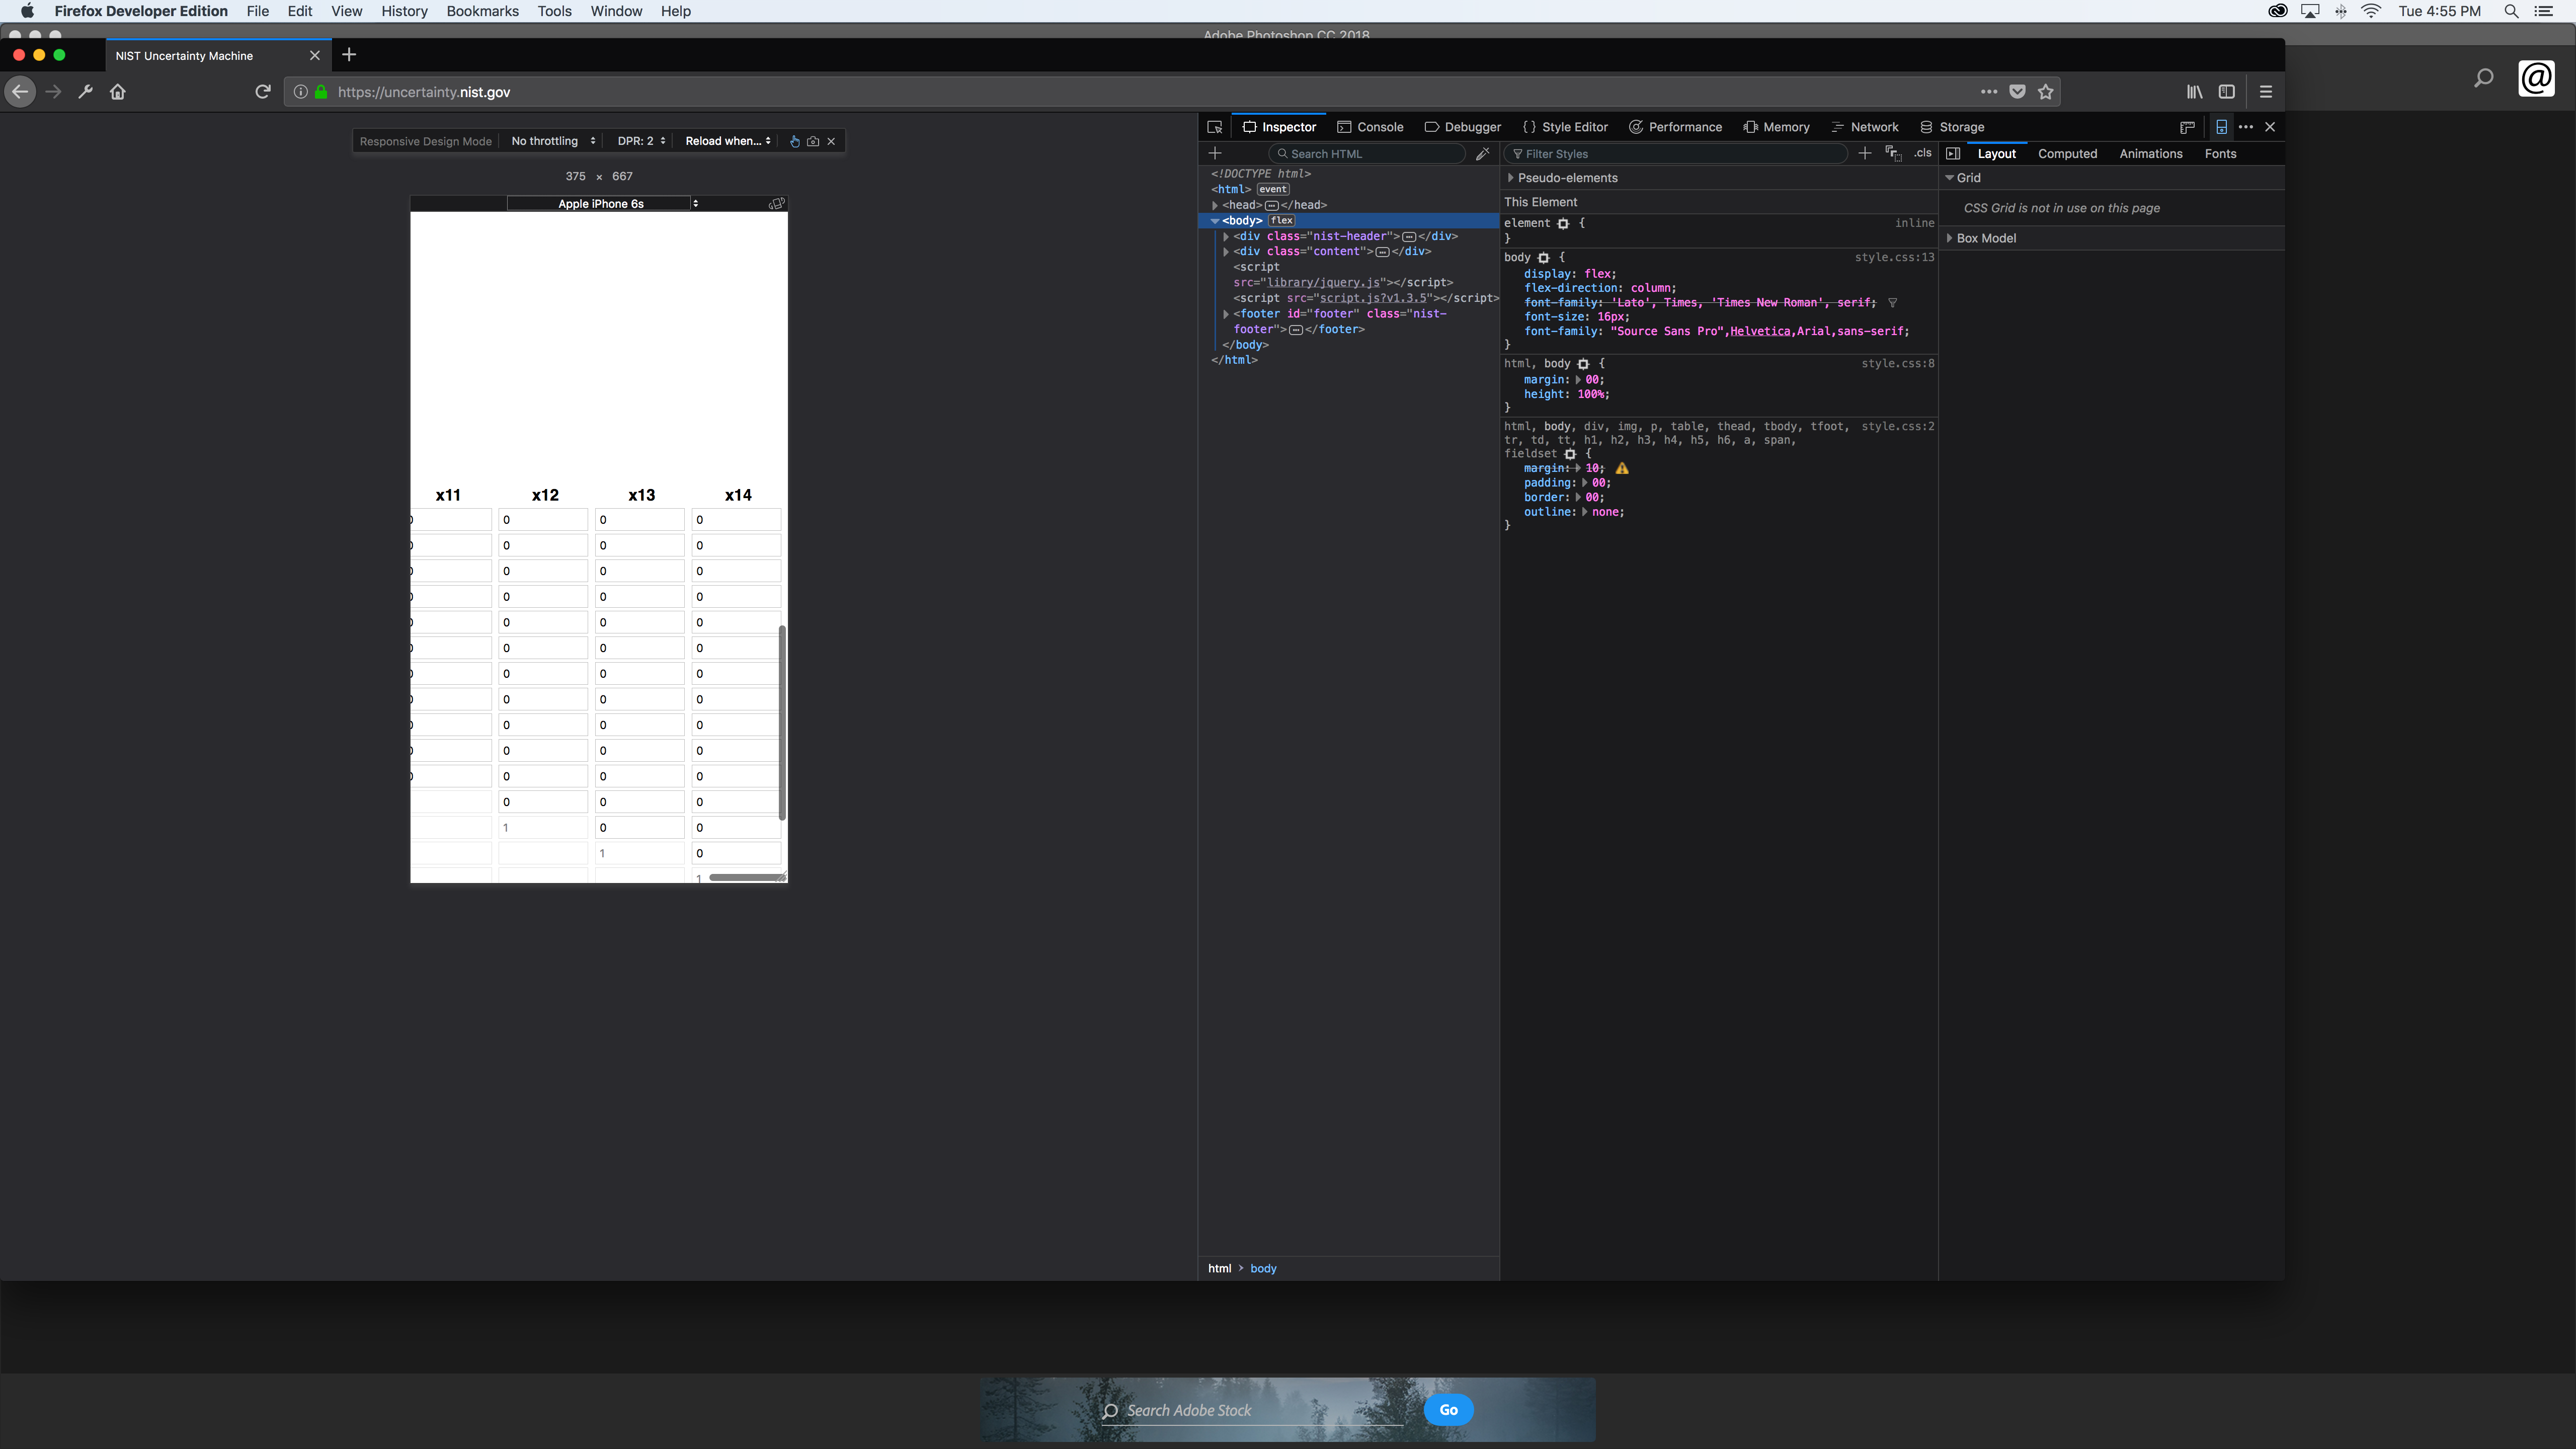 Firefox Developer Edition File Edit View History Bookmarks Tools Window Help Tue 4:55 PM
Adobe Photoshop CC 2018
NIST Uncertainty Machine
https://uncertainty.nist.gov
@
Responsive Design Mode No throttling DPR: 2 Reload when...
375 × 667
Apple iPhone 6s
x11 x12 x13 x14
0 0 0 0
0 0 0 0
0 0 0 0
0 0 0 0
0 0 0 0
0 0 0 0
0 0 0 0
0 0 0 0
0 0 0 0
0 0 0 0
0 0 0 0
0 0 0
1 0 0
1 0
1
Inspector Console Debugger {} Style Editor Performance Memory Network Storage
Search HTML
<!DOCTYPE html>
<html> event
<head>…</head>
<body> flex
<div class="nist-header">…</div>
<div class="content">…</div>
<script
src="library/jquery.js"></script>
<script src="script.js?v1.3.5"></script>
<footer id="footer" class="nist-
footer">…</footer>
</body>
</html>
html > body
Filter Styles + .cls
Pseudo-elements
This Element
element { inline
}
body { style.css:13
display: flex;
flex-direction: column;
font-family: 'Lato', Times, 'Times New Roman', serif;
font-size: 16px;
font-family: "Source Sans Pro",Helvetica,Arial,sans-serif;
}
html, body { style.css:8
margin: 00;
height: 100%;
}
html, body, div, img, p, table, thead, tbody, tfoot, style.css:2
tr, td, tt, h1, h2, h3, h4, h5, h6, a, span,
fieldset {
margin: 10;
padding: 00;
border: 00;
outline: none;
}
Layout Computed Animations Fonts
Grid
CSS Grid is not in use on this page
Box Model
Search Adobe Stock Go